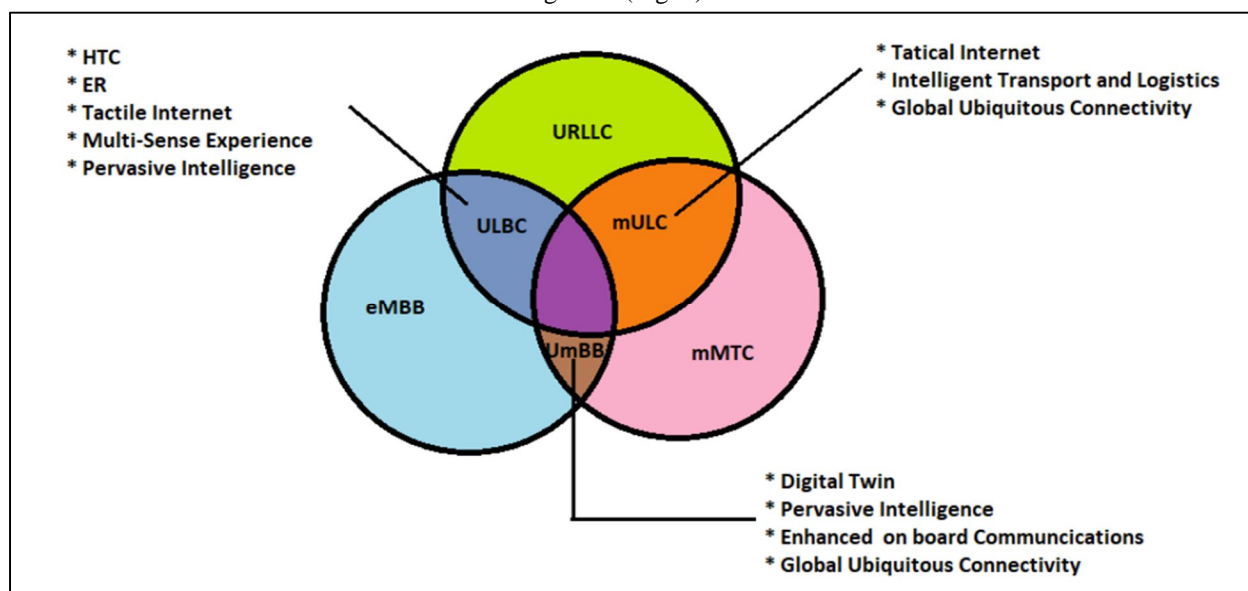 * HTC
* ER
* Tactile Internet
* Multi-Sense Experience
* Pervasive Intelligence
* Tatical Internet
* Intelligent Transport and Logistics
* Global Ubiquitous Connectivity
URLLC
ULBC
mULC
eMBB
UmBB
mMTC
* Digital Twin
* Pervasive Intelligence
* Enhanced on board Communcications
* Global Ubiquitous Connectivity